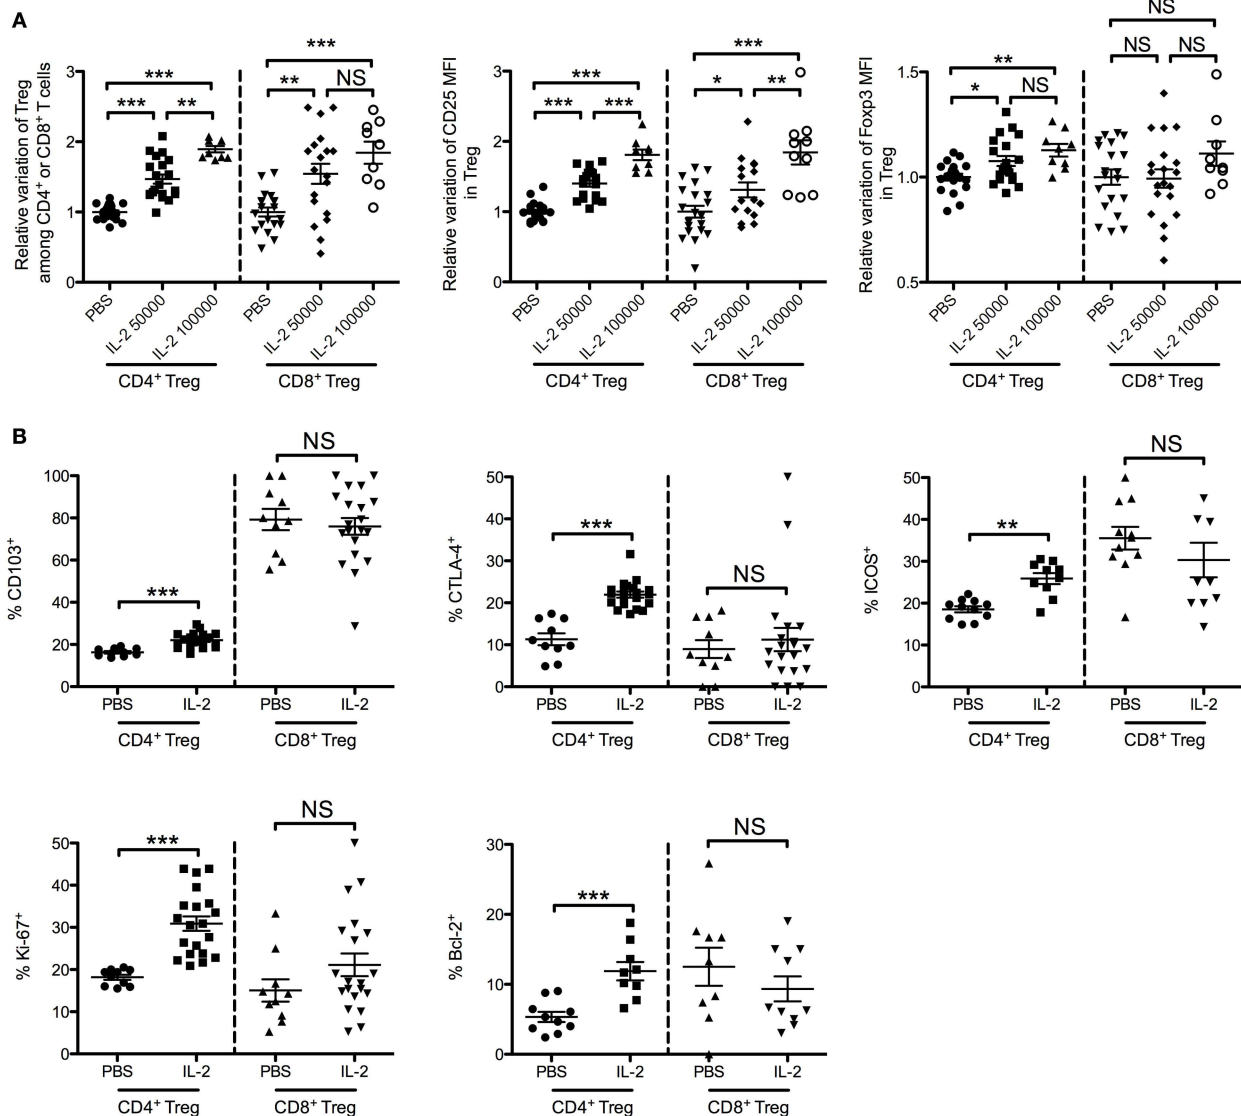 A
Relative variation of Treg
among CD4+ or CD8+ T cells
3
2
1
0
***
***
**
***
**
NS
PBS
IL-2 50000
IL-2 100000
PBS
IL-2 50000
IL-2 100000
CD4+ Treg
CD8+ Treg
Relative variation of CD25 MFI
in Treg
3
2
1
0
***
***
***
***
*
**
PBS
IL-2 50000
IL-2 100000
PBS
IL-2 50000
IL-2 100000
CD4+ Treg
CD8+ Treg
Relative variation of Foxp3 MFI
in Treg
1.5
1.0
0.5
**
*
NS
NS
NS
NS
PBS
IL-2 50000
IL-2 100000
PBS
IL-2 50000
IL-2 100000
CD4+ Treg
CD8+ Treg
B
% CD103+
100
80
60
40
20
0
***
NS
PBS
IL-2
PBS
IL-2
CD4+ Treg
CD8+ Treg
% CTLA-4+
50
40
30
20
10
0
***
NS
PBS
IL-2
PBS
IL-2
CD4+ Treg
CD8+ Treg
% ICOS+
50
40
30
20
10
0
**
NS
PBS
IL-2
PBS
IL-2
CD4+ Treg
CD8+ Treg
% Ki-67+
50
40
30
20
10
0
***
NS
PBS
IL-2
PBS
IL-2
CD4+ Treg
CD8+ Treg
% Bcl-2+
30
20
10
0
***
NS
PBS
IL-2
PBS
IL-2
CD4+ Treg
CD8+ Treg